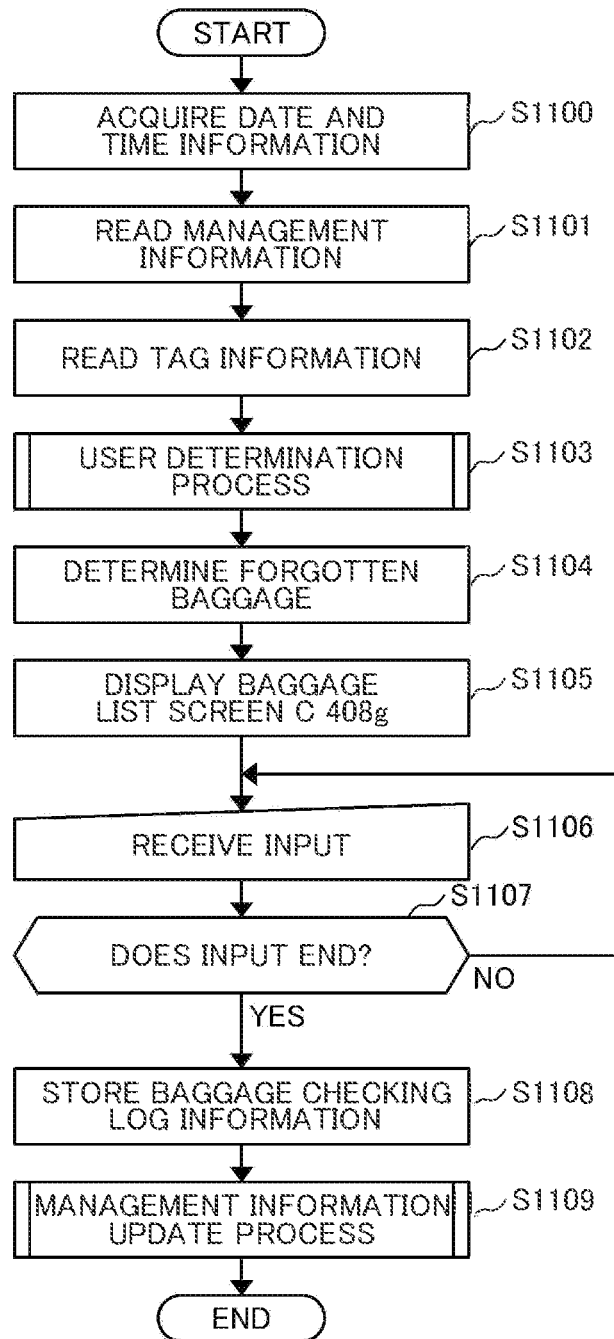 START
ACQUIRE DATE AND
TIME INFORMATION
S1100
READ MANAGEMENT
INFORMATION
S1101
READ TAG INFORMATION
S1102
USER DETERMINATION
PROCESS
S1103
DETERMINE FORGOTTEN
BAGGAGE
S1104
DISPLAY BAGGAGE
LIST SCREEN C 408g
S1105
RECEIVE INPUT
S1106
S1107
DOES INPUT END?
NO
YES
STORE BAGGAGE CHECKING
LOG INFORMATION
S1108
MANAGEMENT INFORMATION
UPDATE PROCESS
S1109
END